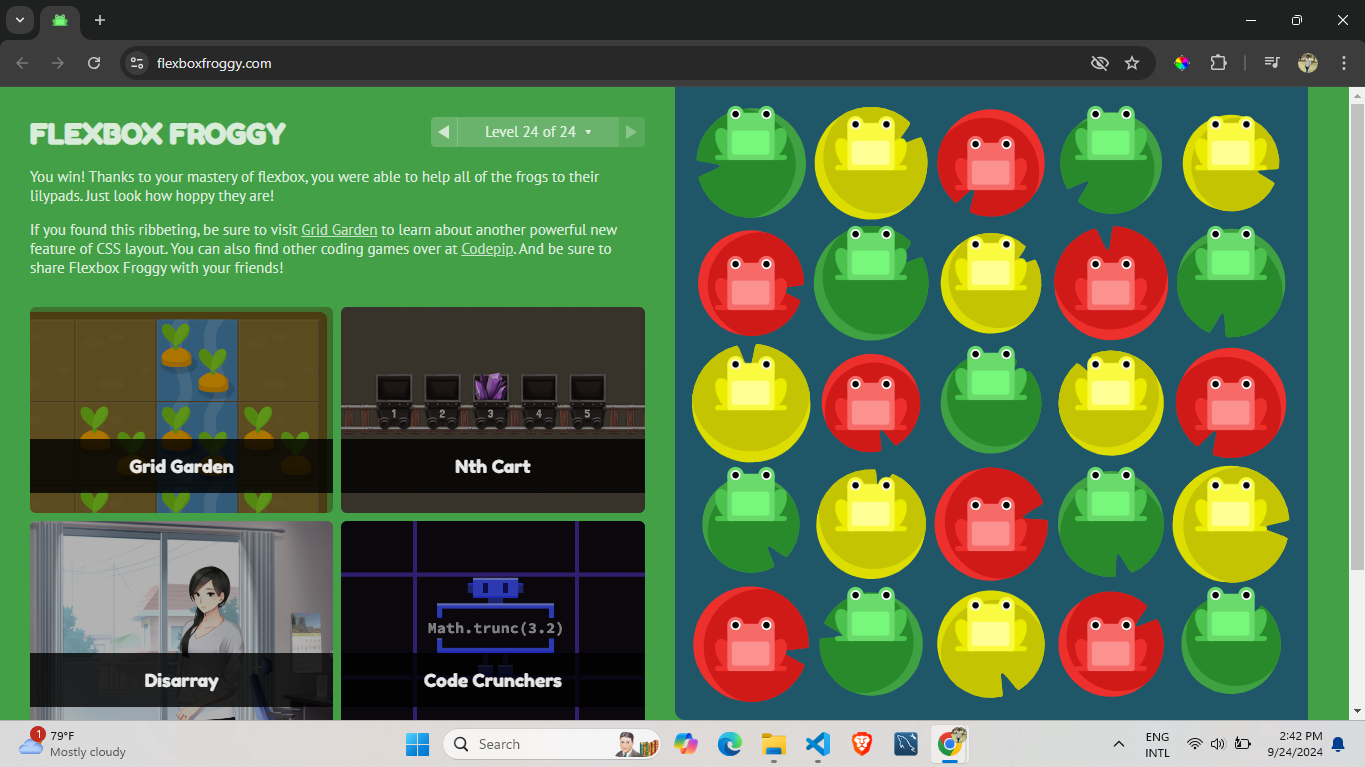 flexboxfroggy.com
FLEXBOX FROGGY
Level 24 of 24
You win! Thanks to your mastery of flexbox, you were able to help all of the frogs to their
lilypads. Just look how hoppy they are!
If you found this ribbeting, be sure to visit Grid Garden to learn about another powerful new
feature of CSS layout. You can also find other coding games over at Codepip. And be sure to
share Flexbox Froggy with your friends!
1 2 3 4 5
Grid Garden
Nth Cart
Math.trunc(3.2)
Disarray
Code Crunchers
1
79°F
Mostly cloudy
Search
ENG
INTL
2:42 PM
9/24/2024